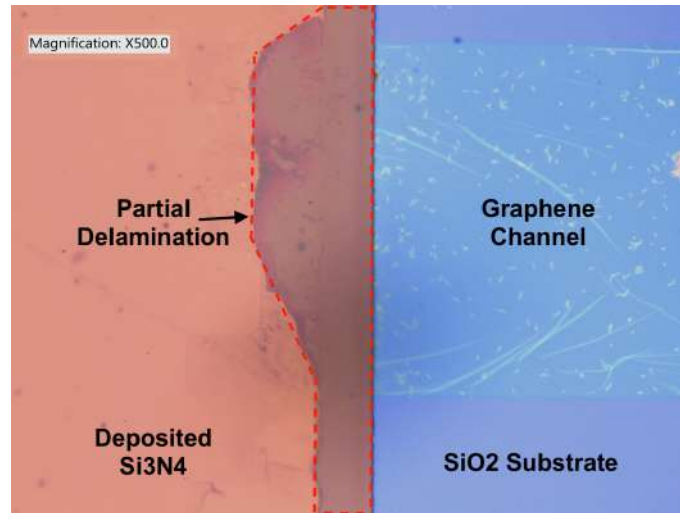 Magnification: X500.0
Partial
Delamination
Graphene
Channel
Deposited
Si3N4
SiO2 Substrate